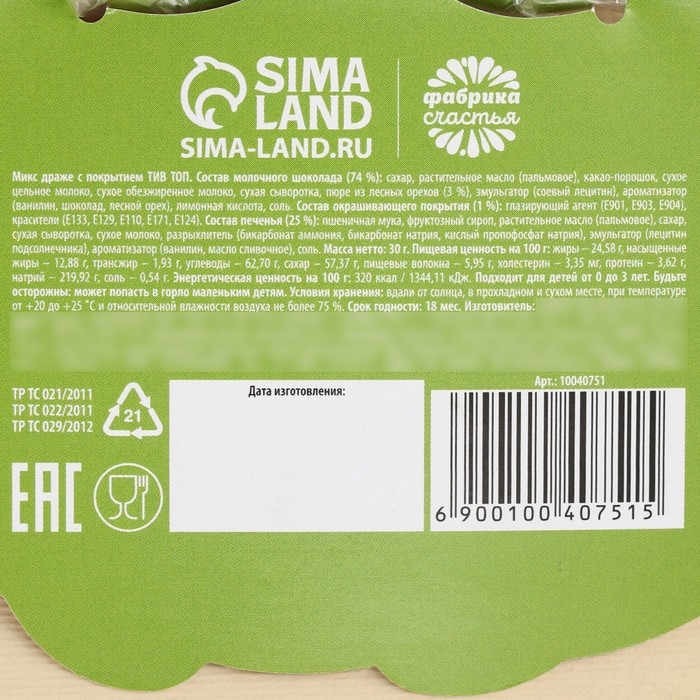 SIMA
LAND
SIMA-LAND.RU
фабрика
счастья
Микс драже с покрытием ТИВ ТОП. Состав молочного шоколада (74 %): сахар, растительное масло (пальмовое), какао-порошок, сухое
цельное молоко, сухое обезжиренное молоко, сухая сыворотка, пюре из лесных орехов (3 %), эмульгатор (соевый лецитин), ароматизатор
(ванилин, шоколад, лесной орех), лимонная кислота, соль. Состав окрашивающего покрытия (1 %): глазирующий агент (Е901, Е903, Е904),
красители (Е133, Е129, Е110, Е171, Е124). Состав печенья (25 %): пшеничная мука, фруктозный сироп, растительное масло (пальмовое), сахар,
сухая сыворотка, сухое молоко, разрыхлитель (бикарбонат аммония, бикарбонат натрия, кислый пропофосфат натрия), эмульгатор (лецитин
подсолнечника), ароматизатор (ванилин, масло сливочное), соль. Масса нетто: 30 г. Пищевая ценность на 100 г: жиры – 24,58 г, насыщенные
жиры – 12,88 г, трансжир – 1,93 г, углеводы – 62,70 г, сахар – 57,37 г, пищевые волокна – 5,95 г, холестерин – 3,35 мг, протеин – 3,62 г,
натрий – 219,92 г, соль – 0,54 г. Энергетическая ценность на 100 г: 320 ккал / 1344,11 кДж. Подходит для детей от 0 до 3 лет. Будьте
осторожны: может попасть в горло маленьким детям. Условия хранения: вдали от солнца, в прохладном и сухом месте, при температуре
от +20 до +25 °С и относительной влажности воздуха не более 75 %. Срок годности: 18 мес. Изготовитель:
ТР ТС 021/2011
ТР ТС 022/2011
ТР ТС 029/2012
21
EAC
Дата изготовления:
Арт.: 10040751
6 900100 407515